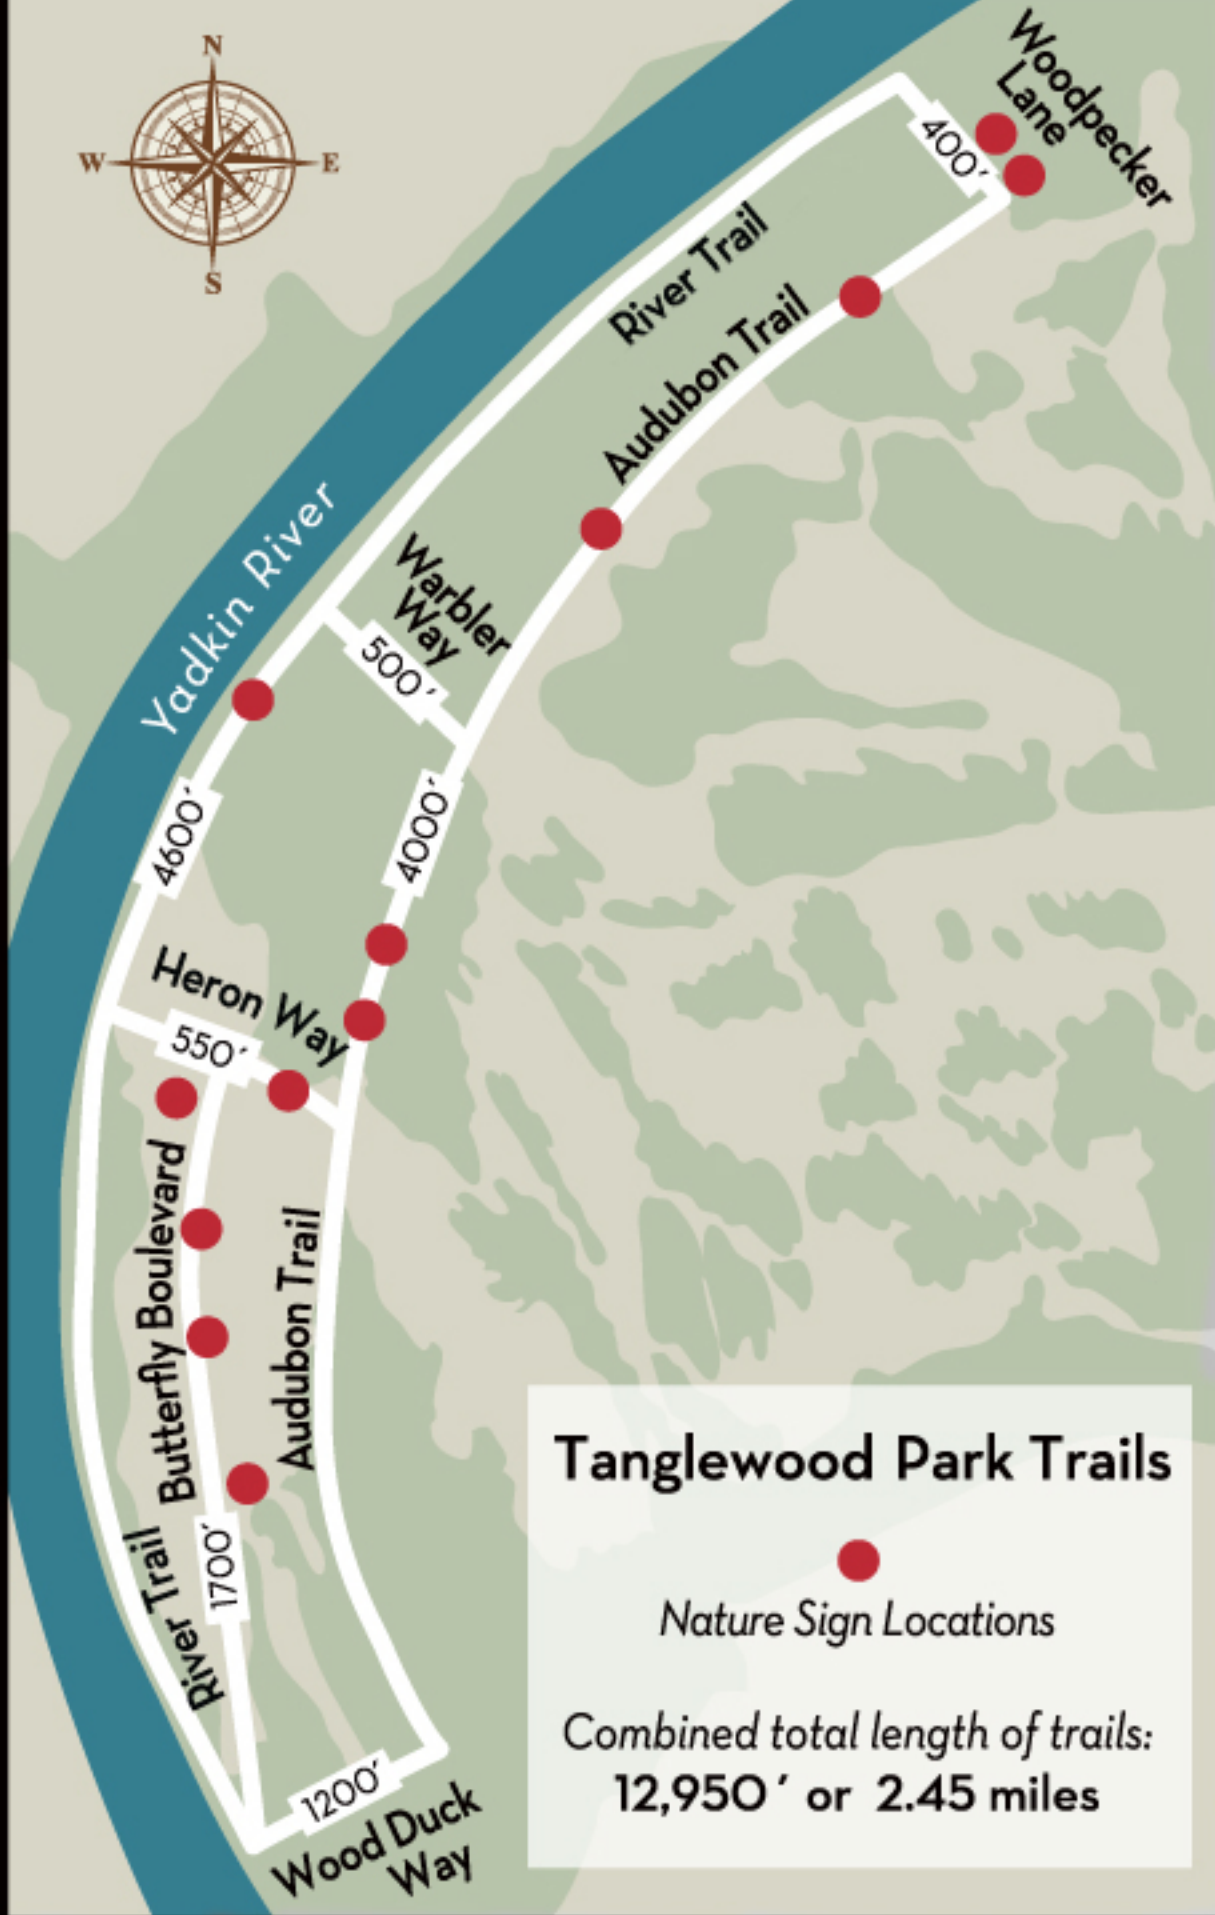 N
W
E
S
Woodpecker
Lane
400′
River Trail
Audubon Trail
Yadkin River
Warbler
Way
500′
4600′
4000′
Heron Way
550′
Butterfly Boulevard
Audubon Trail
River Trail
1700′
1200′
Wood Duck
Way
Tanglewood Park Trails
Nature Sign Locations
Combined total length of trails:
12,950 ′ or 2.45 miles